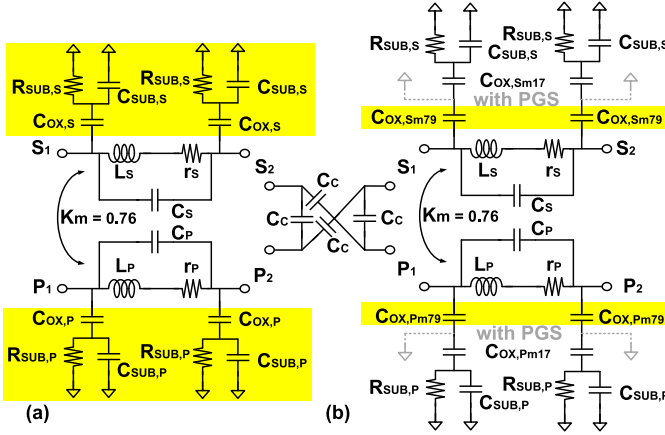 RSUB,S
CSUB,S
RSUB,S
CSUB,S
COX,S
COX,S
S1
LS
rS
S2
CS
Km = 0.76
CP
P1
LP
rP
P2
COX,P
COX,P
RSUB,P
CSUB,P
RSUB,P
CSUB,P
(a)
CC
CC
CC
CC
RSUB,S
CSUB,S
RSUB,S
CSUB,S
COX,Sm17
with PGS
COX,Sm79
COX,Sm79
S1
LS
rS
S2
CS
Km = 0.76
CP
P1
LP
rP
P2
COX,Pm79
COX,Pm79
with PGS
COX,Pm17
RSUB,P
CSUB,P
RSUB,P
CSUB,P
(b)